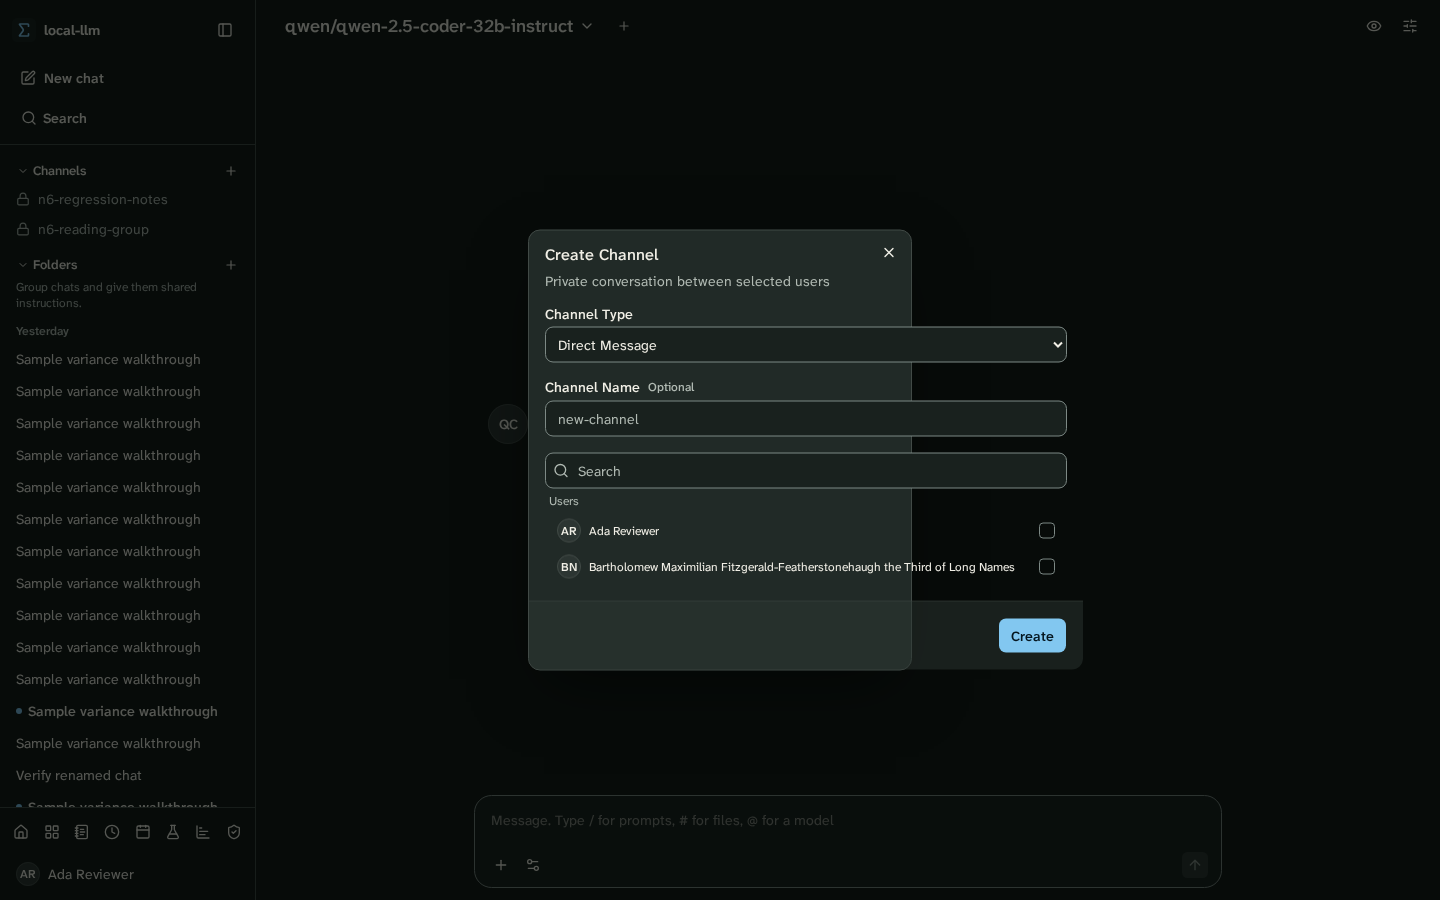 local-llm
New chat
Search
Channels
n6-regression-notes
n6-reading-group
Folders
Group chats and give them shared
instructions.
Yesterday
Sample variance walkthrough
Sample variance walkthrough
Sample variance walkthrough
Sample variance walkthrough
Sample variance walkthrough
Sample variance walkthrough
Sample variance walkthrough
Sample variance walkthrough
Sample variance walkthrough
Sample variance walkthrough
Sample variance walkthrough
Sample variance walkthrough
Sample variance walkthrough
Verify renamed chat
Sample variance walkthrough
AR Ada Reviewer
qwen/qwen-2.5-coder-32b-instruct
QC
Create Channel
Private conversation between selected users
Channel Type
Direct Message
Channel Name Optional
new-channel
Search
Users
AR Ada Reviewer
BN Bartholomew Maximilian Fitzgerald-Featherstonehaugh the Third of Long Names
Create
Message. Type / for prompts, # for files, @ for a model